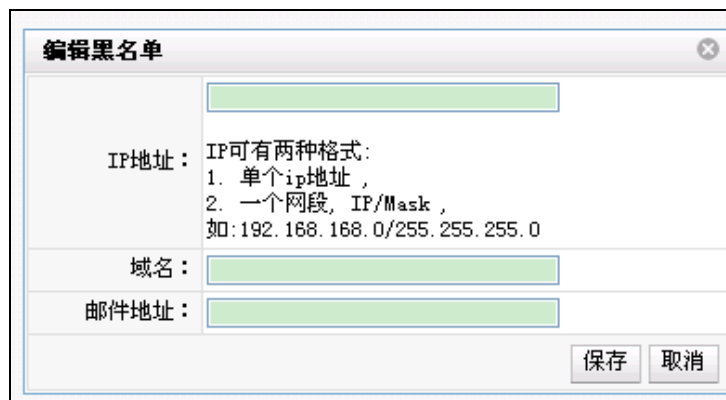 编辑黑名单
IP地址：
IP可有两种格式:
1. 单个ip地址 ,
2. 一个网段, IP/Mask ,
如:192.168.168.0/255.255.255.0
域名：
邮件地址：
保存 取消